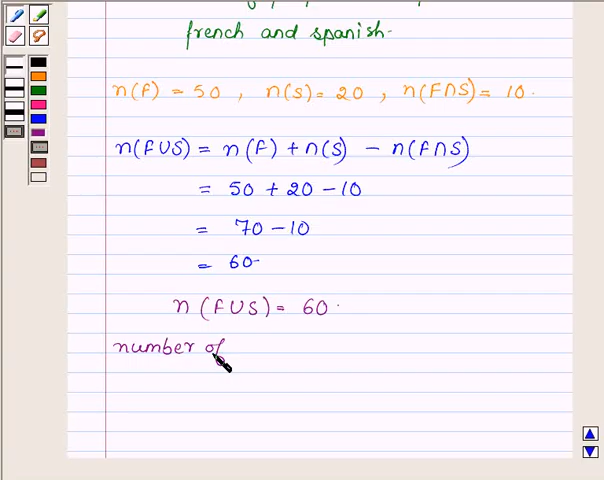 french and spanish.
n(f) = 50 , n(S) = 20 , n(F∩S) = 10.
n(F∪S) = n(F) + n(S) - n(F∩S)
= 50 + 20 - 10
= 70 - 10
= 60
n (F∪S) = 60.
number of